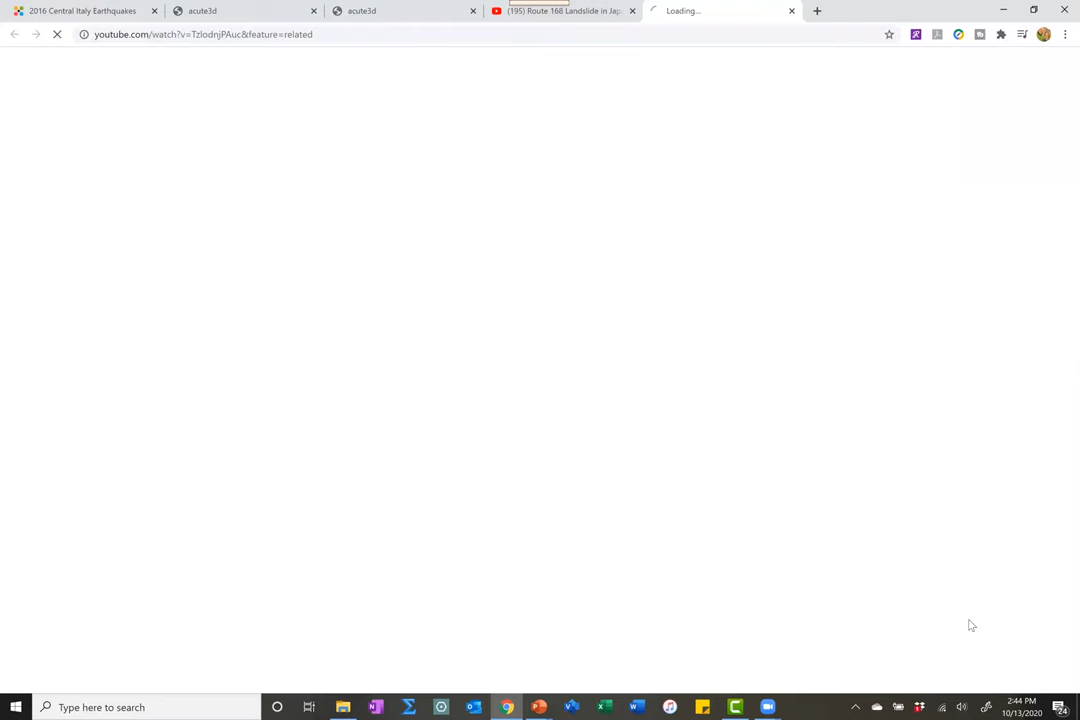 2016 Central Italy Earthquakes
acute3d
acute3d
(195) Route 168 Landslide in Jap
Loading...
youtube.com/watch?v=TzlodnjPAuc&feature=related
Type here to search
2:44 PM
10/13/2020
24